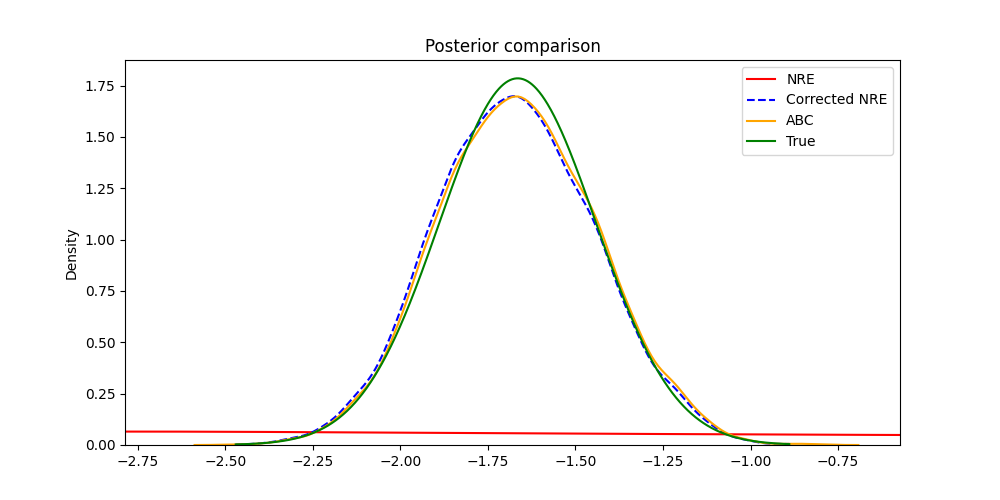 Posterior comparison
NRE
Corrected NRE
ABC
True
Density
1.75
1.50
1.25
1.00
0.75
0.50
0.25
0.00
−2.75 −2.50 −2.25 −2.00 −1.75 −1.50 −1.25 −1.00 −0.75